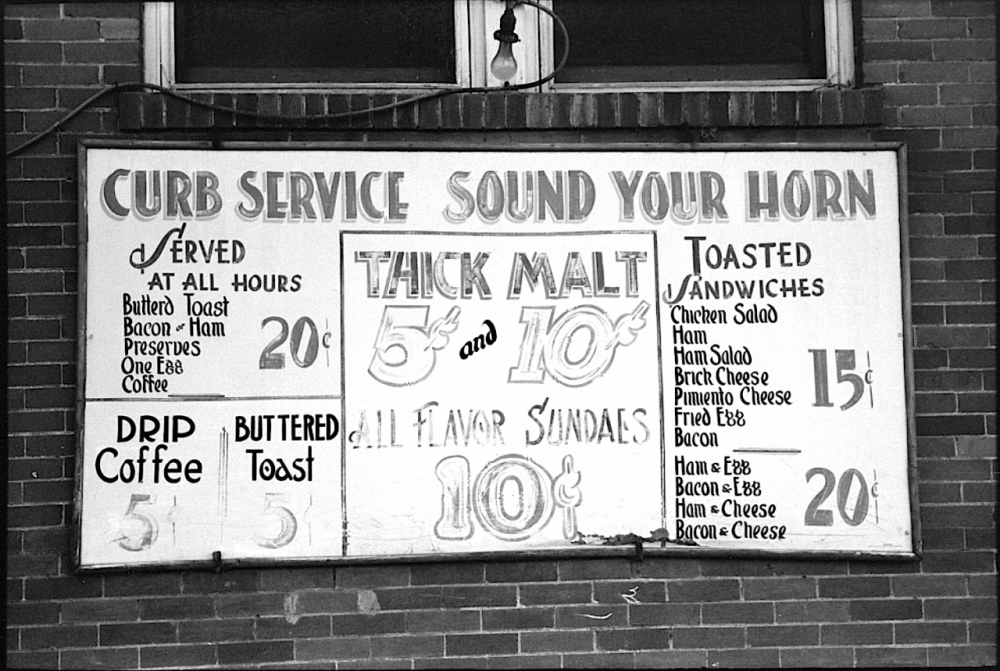 CURB SERVICE SOUND YOUR HORN
SERVED
AT ALL HOURS
Butterd Toast
Bacon or Ham
Preserves
One Egg
Coffee
20¢
DRIP
Coffee
5¢
BUTTERED
Toast
5¢
THICK MALT
5¢ and 10¢
ALL FLAVOR SUNDAES
10¢
TOASTED
SANDWICHES
Chicken Salad
Ham
Ham Salad
Brick Cheese
Pimiento Cheese
Fried Egg
Bacon
15¢
Ham & Egg
Bacon & Egg
Ham & Cheese
Bacon & Cheese
20¢